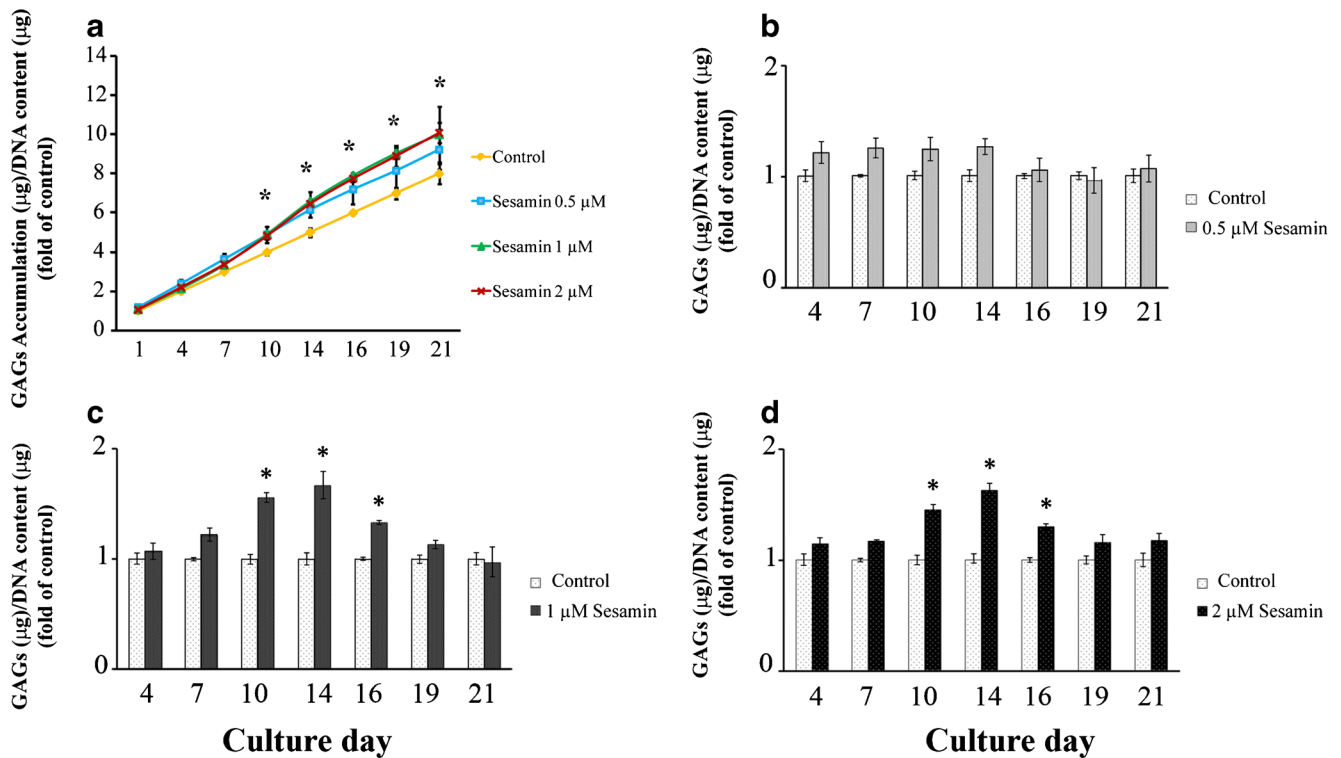 a
GAGs Accumulation (µg)/DNA content (µg)
(fold of control)
14
12
10
8
6
4
2
0
* * * * * *
1 4 7 10 14 16 19 21
Control
Sesamin 0.5 µM
Sesamin 1 µM
Sesamin 2 µM
b
GAGs (µg)/DNA content (µg)
(fold of control)
2
1
0
4 7 10 14 16 19 21
Control
0.5 µM Sesamin
c
GAGs (µg)/DNA content (µg)
(fold of control)
2
1
0
* * *
4 7 10 14 16 19 21
Control
1 µM Sesamin
Culture day
d
GAGs (µg)/DNA content (µg)
(fold of control)
2
1
0
* * *
4 7 10 14 16 19 21
Control
2 µM Sesamin
Culture day